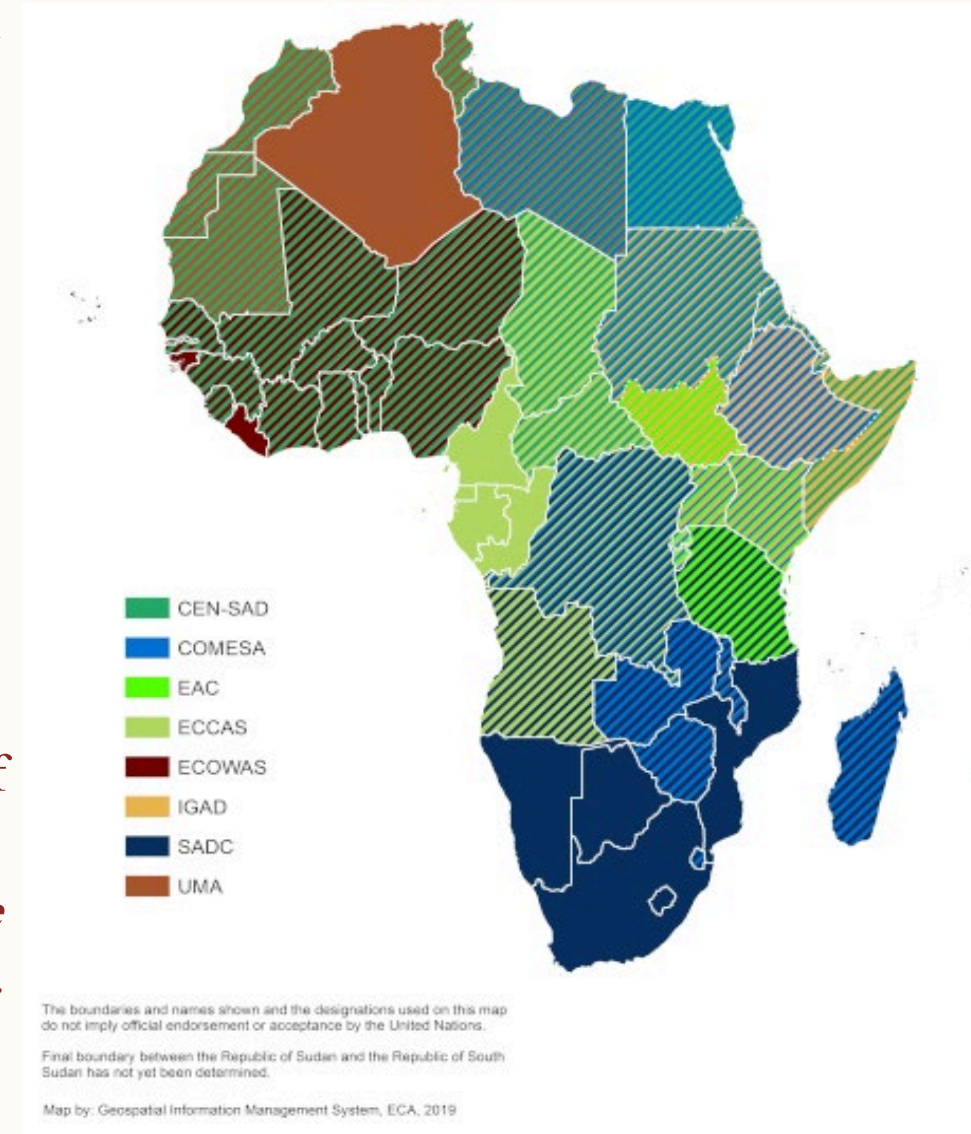 CEN-SAD
COMESA
EAC
ECCAS
ECOWAS
IGAD
SADC
UMA
The boundaries and names shown and the designations used on this map
do not imply official endorsement or acceptance by the United Nations.
Final boundary between the Republic of Sudan and the Republic of South
Sudan has not yet been determined.
Map by: Geospatial Information Management System, ECA, 2019